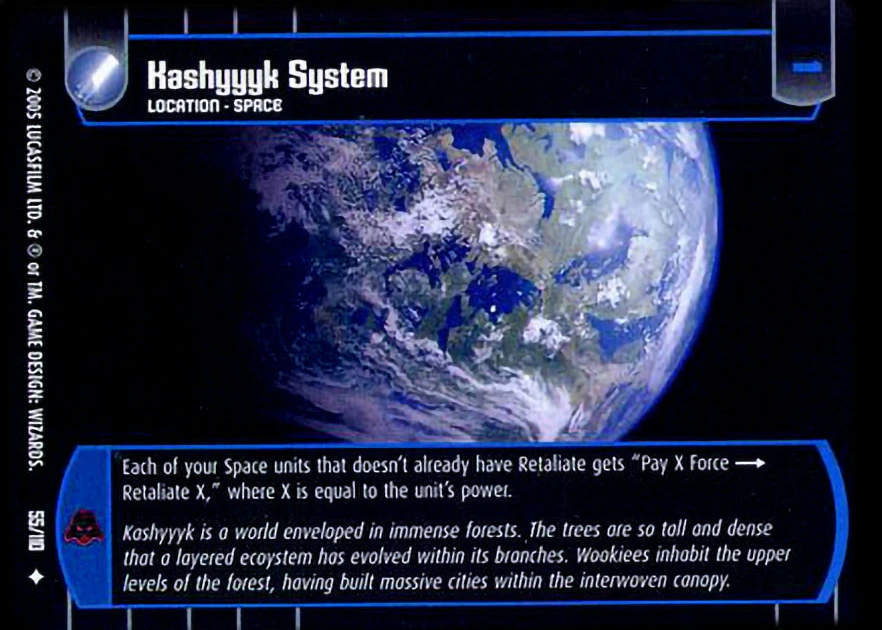 Kashyyyk System
LOCATION - SPACE
Each of your Space units that doesn't already have Retaliate gets "Pay X Force →
Retaliate X," where X is equal to the unit's power.
Kashyyyk is a world enveloped in immense forests. The trees are so tall and dense
that a layered ecoystem has evolved within its branches. Wookiees inhabit the upper
levels of the forest, having built massive cities within the interwoven canopy.
© 2005 LUCASFILM LTD. & ® or TM. GAME DESIGN: WIZARDS. 55/110